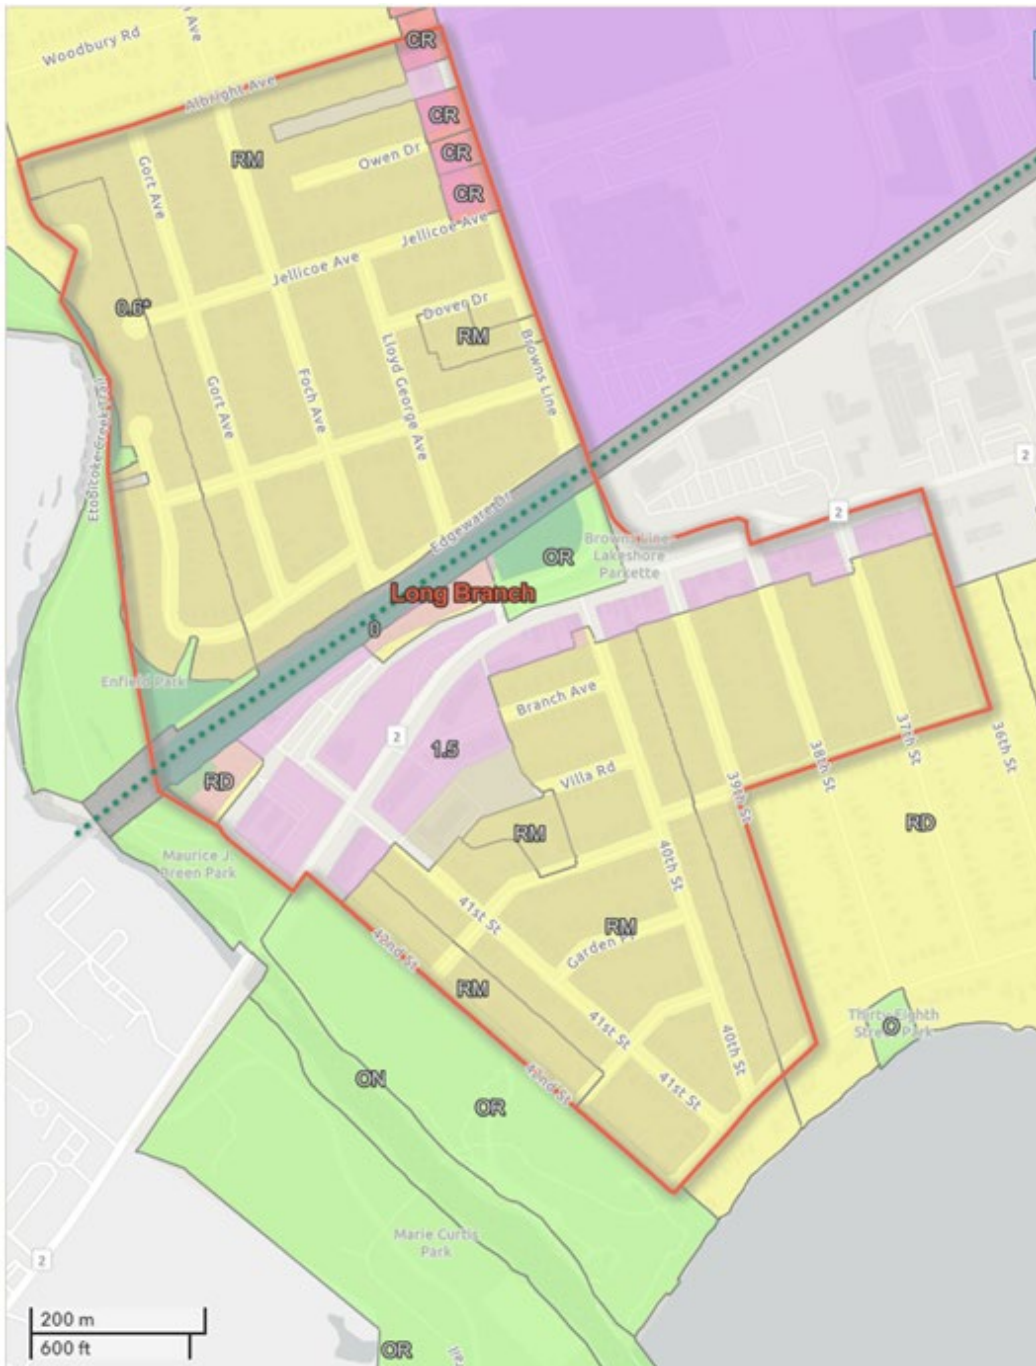 Woodbury Rd
Ave
CR
Albright Ave
CR
RM
Owen Dr
CR
Gort Ave
CR
Jellicoe Ave
Jellicoe Ave
0.6*
Dover Dr
RM
Browns Line
Lloyd George Ave
Foch Ave
Gort Ave
Etobicoke Creek Trail
2
Edgeware Dr
2
Browns Line
Lakeshore
Parkette
OR
Long Branch
0
Enfield Park
Branch Ave
2
1.5
37th St
36th St
38th St
Villa Rd
39th St
RD
RD
RM
Maurice J.
Breen Park
40th St
41st St
RM
Garden Pl
42nd St
RM
Thirty Eighth
Street Park
O
41st St
40th St
ON
42nd St
41st St
OR
Marie Curtis
Park
2
200 m
600 ft
OR